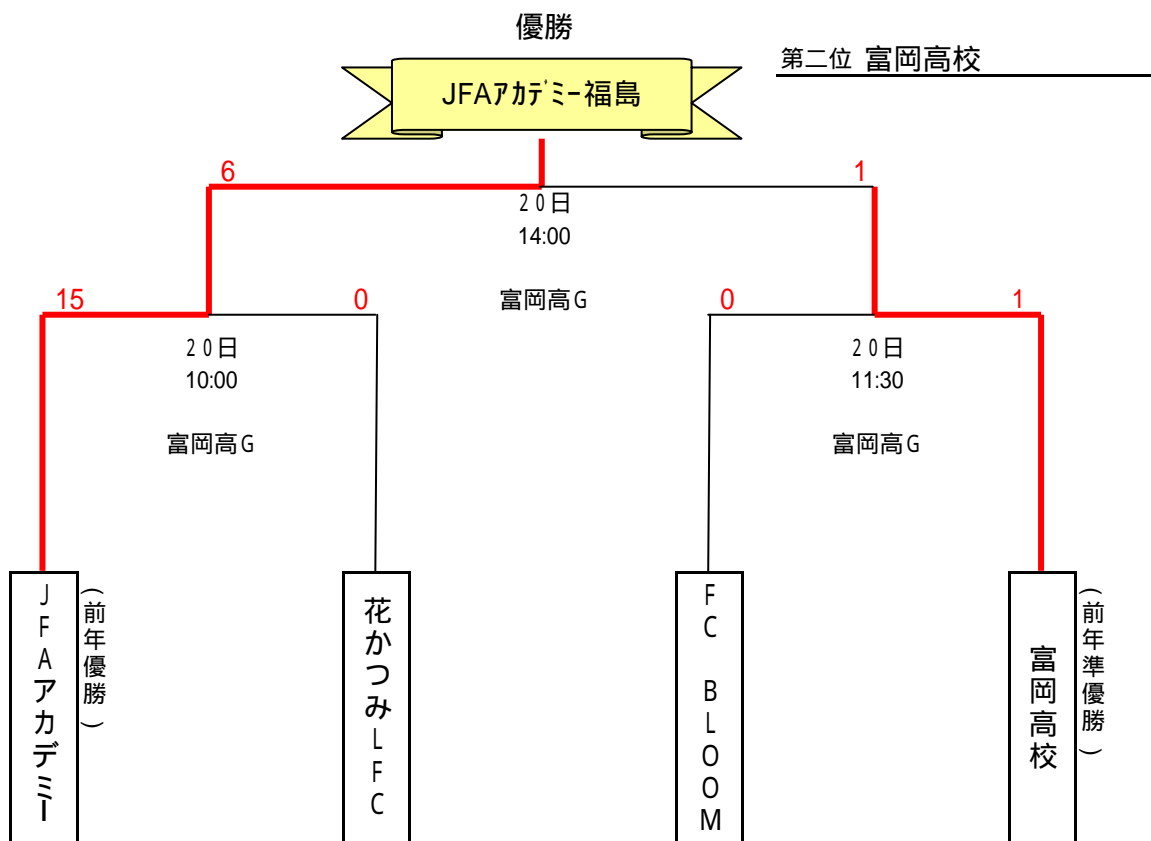 優勝
第二位 富岡高校
JFAｱｶﾃﾞﾐｰ福島
6
1
20日
14:00
富岡高G
15
0
0
1
20日
10:00
富岡高G
20日
11:30
富岡高G
JFAアカデミー
(前年優勝)
花かつみLFC
FC BLOOM
富岡高校
(前年準優勝)